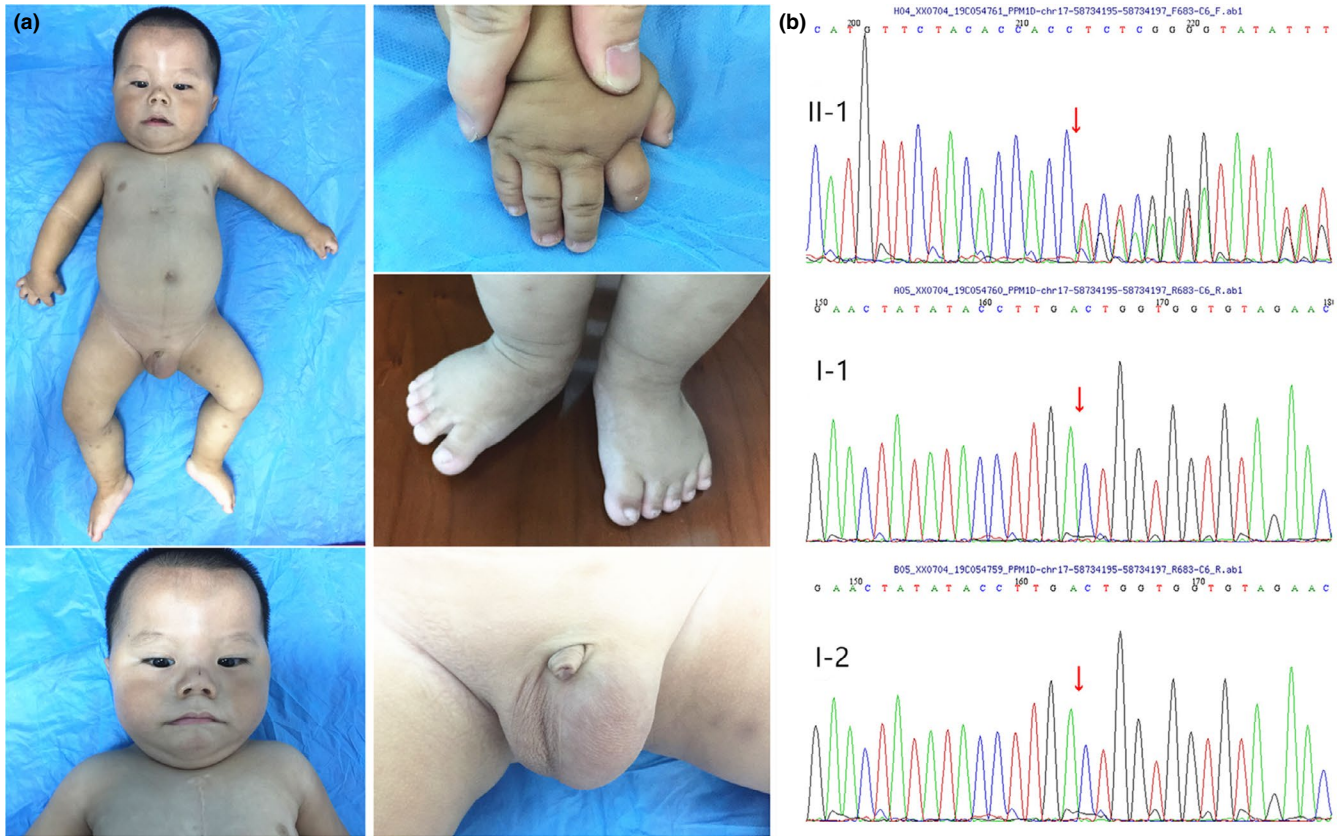 (a)
(b)
H04_XX0704_19C054761_PPM1D-chr17-58734195-58734197_F683-C6_F.ab1
200 210 220
C A T G T T C T A C A C C A C C T C T C G G G G T A T A T T T
II-1
A05_XX0704_19C054760_PPM1D-chr17-58734195-58734197_R683-C6_R.ab1
150 160 170
G A A C T A T A T A C C T T G A C T G G T G G T G T A G A A C
I-1
B05_XX0704_19C054759_PPM1D-chr17-58734195-58734197_R683-C6_R.ab1
150 160 170
G A A C T A T A T A C C T T G A C T G G T G G T G T A G A A C
I-2